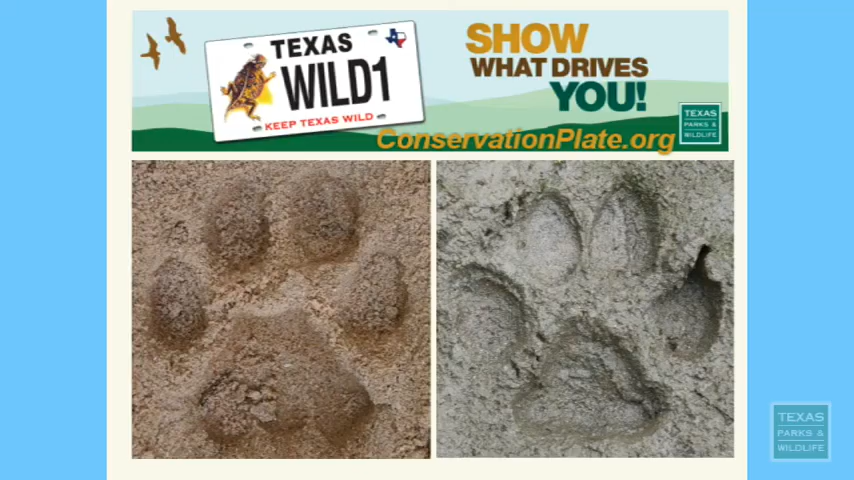 TEXAS
WILD1
KEEP TEXAS WILD
SHOW
WHAT DRIVES
YOU!
ConservationPlate.org
TEXAS
PARKS &
WILDLIFE
TEXAS
PARKS &
WILDLIFE